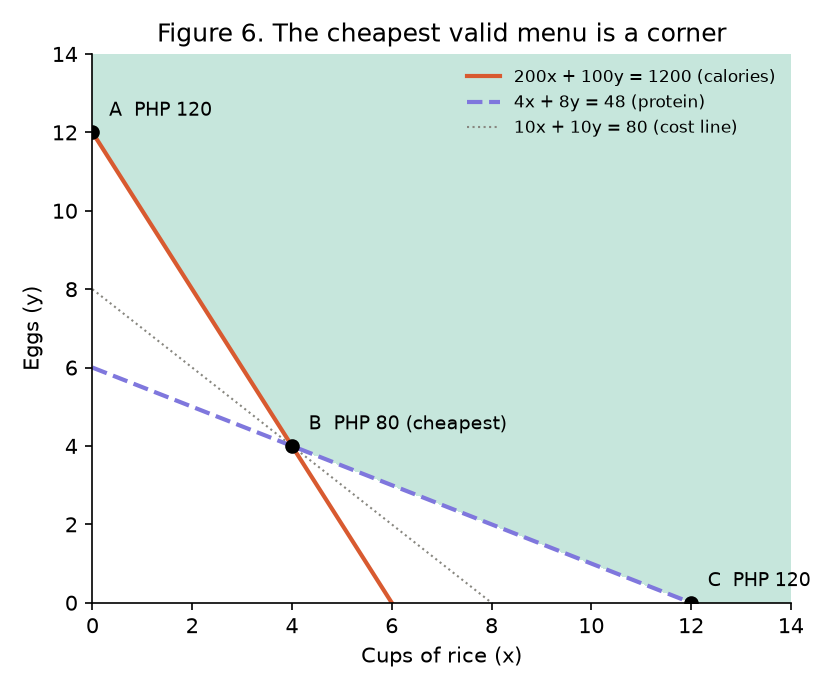 Figure 6. The cheapest valid menu is a corner
200x + 100y = 1200 (calories)
4x + 8y = 48 (protein)
10x + 10y = 80 (cost line)
A  PHP 120
B  PHP 80 (cheapest)
C  PHP 120
Eggs (y)
14
12
10
8
6
4
2
0
0 2 4 6 8 10 12 14
Cups of rice (x)